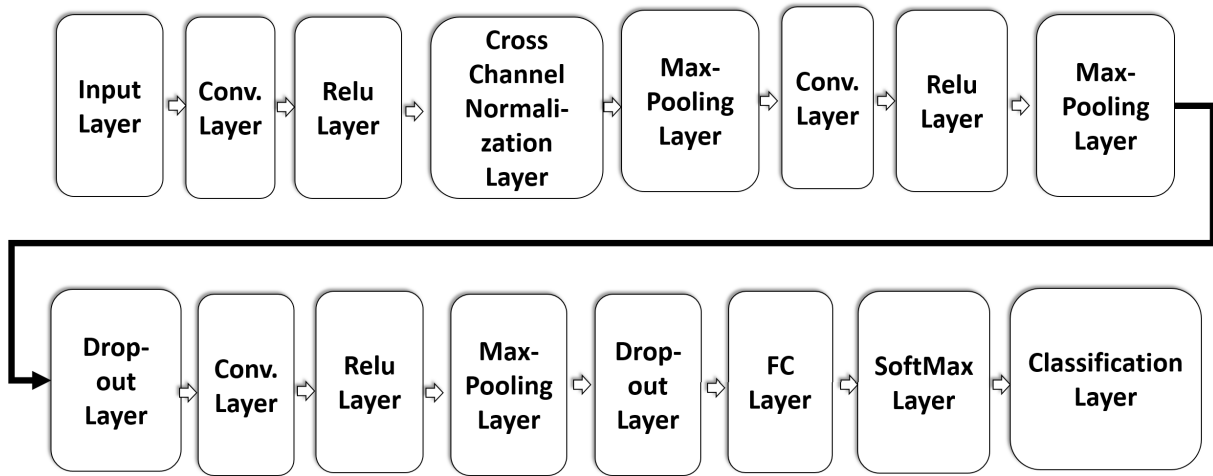 Input
Layer
Conv.
Layer
Relu
Layer
Cross
Channel
Normali-
zation
Layer
Max-
Pooling
Layer
Conv.
Layer
Relu
Layer
Max-
Pooling
Layer
Drop-
out
Layer
Conv.
Layer
Relu
Layer
Max-
Pooling
Layer
Drop-
out
Layer
FC
Layer
SoftMax
Layer
Classification
Layer